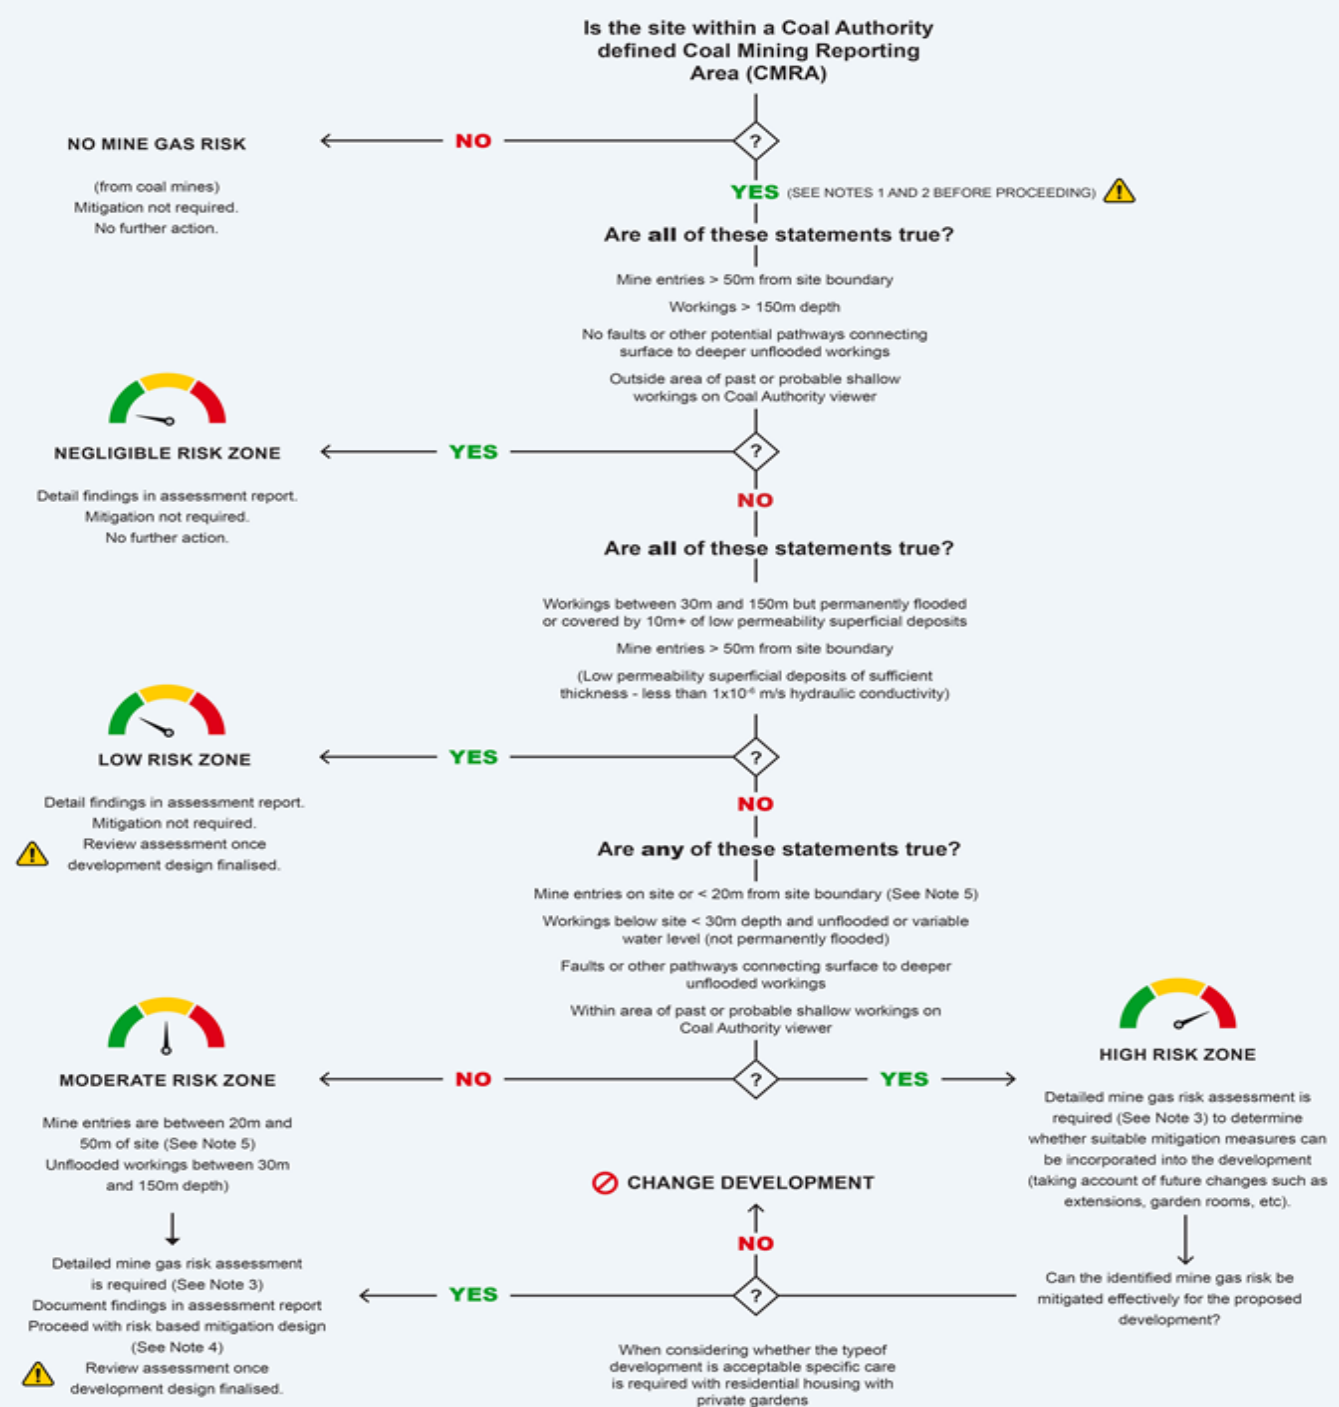 Is the site within a Coal Authority
defined Coal Mining Reporting
Area (CMRA)
?
NO
NO MINE GAS RISK
(from coal mines)
Mitigation not required.
No further action.
YES (SEE NOTES 1 AND 2 BEFORE PROCEEDING)
Are all of these statements true?
Mine entries > 50m from site boundary
Workings > 150m depth
No faults or other potential pathways connecting
surface to deeper unflooded workings
Outside area of past or probable shallow
workings on Coal Authority viewer
?
YES
NEGLIGIBLE RISK ZONE
Detail findings in assessment report.
Mitigation not required.
No further action.
NO
Are all of these statements true?
Workings between 30m and 150m but permanently flooded
or covered by 10m+ of low permeability superficial deposits
Mine entries > 50m from site boundary
(Low permeability superficial deposits of sufficient
thickness - less than 1x10⁻⁶ m/s hydraulic conductivity)
?
YES
LOW RISK ZONE
Detail findings in assessment report.
Mitigation not required.
Review assessment once
development design finalised.
NO
Are any of these statements true?
Mine entries on site or < 20m from site boundary (See Note 5)
Workings below site < 30m depth and unflooded or variable
water level (not permanently flooded)
Faults or other pathways connecting surface to deeper
unflooded workings
Within area of past or probable shallow workings on
Coal Authority viewer
?
NO
MODERATE RISK ZONE
Mine entries are between 20m and
50m of site (See Note 5)
Unflooded workings between 30m
and 150m depth)
Detailed mine gas risk assessment
is required (See Note 3)
Document findings in assessment report
Proceed with risk based mitigation design
(See Note 4)
Review assessment once
development design finalised.
YES
HIGH RISK ZONE
Detailed mine gas risk assessment is
required (See Note 3) to determine
whether suitable mitigation measures can
be incorporated into the development
(taking account of future changes such as
extensions, garden rooms, etc).
Can the identified mine gas risk be
mitigated effectively for the proposed
development?
CHANGE DEVELOPMENT
NO
?
YES
When considering whether the typeof
development is acceptable specific care
is required with residential housing with
private gardens